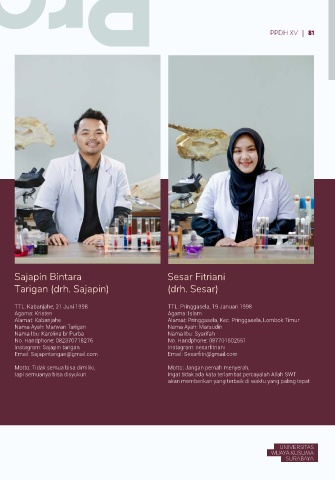 PPDH XV | 81
Sajapin Bintara
Tarigan (drh. Sajapin)
TTL: Kabanjahe, 21 Juni 1998
Agama: Kristen
Alamat: Kabanjahe
Nama Ayah: Marwan Tarigan
Nama Ibu: Karolina br Purba
No. Handphone: 082370718276
Instagram: Sajapin tarigan
Email: Sajapintarigan@gmail.com
Motto: Tidak semua bisa dimiliki,
tapi semuanya bisa disyukuri
Sesar Fitriani
(drh. Sesar)
TTL: Pringgasela, 19 Januari 1998
Agama: Islam
Alamat: Pringgasela, Kec. Pringgasela, Lombok Timur
Nama Ayah: Marsudin
Nama Ibu: Syarifah
No. Handphone: 087701602661
Instagram: sesarfitriani
Email: Sesarfitri@gmail.com
Motto: Jangan pernah menyerah,
ingat tidak ada kata terlambat percayalah Allah SWT
akan memberikan yang terbaik di waktu yang paling tepat
UNIVERSITAS
WIJAYA KUSUMA
SURABAYA